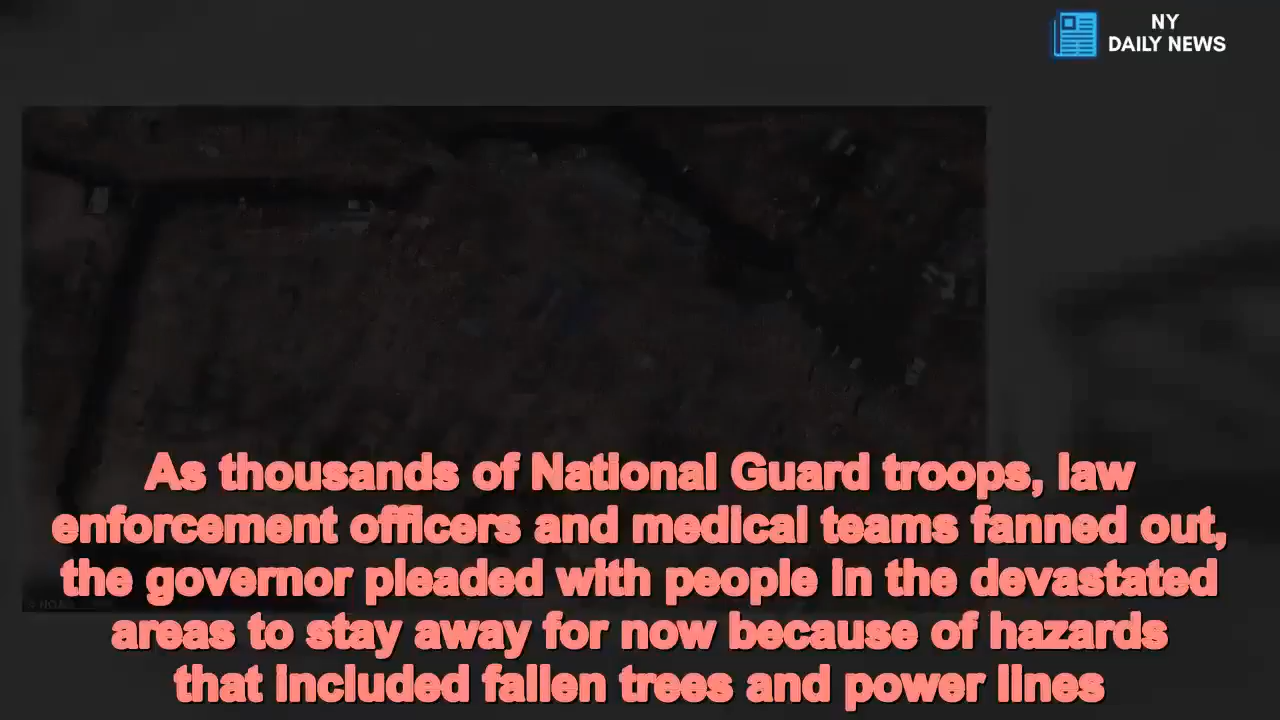 NY
DAILY NEWS
As thousands of National Guard troops, law
enforcement officers and medical teams fanned out,
the governor pleaded with people in the devastated
areas to stay away for now because of hazards
that included fallen trees and power lines